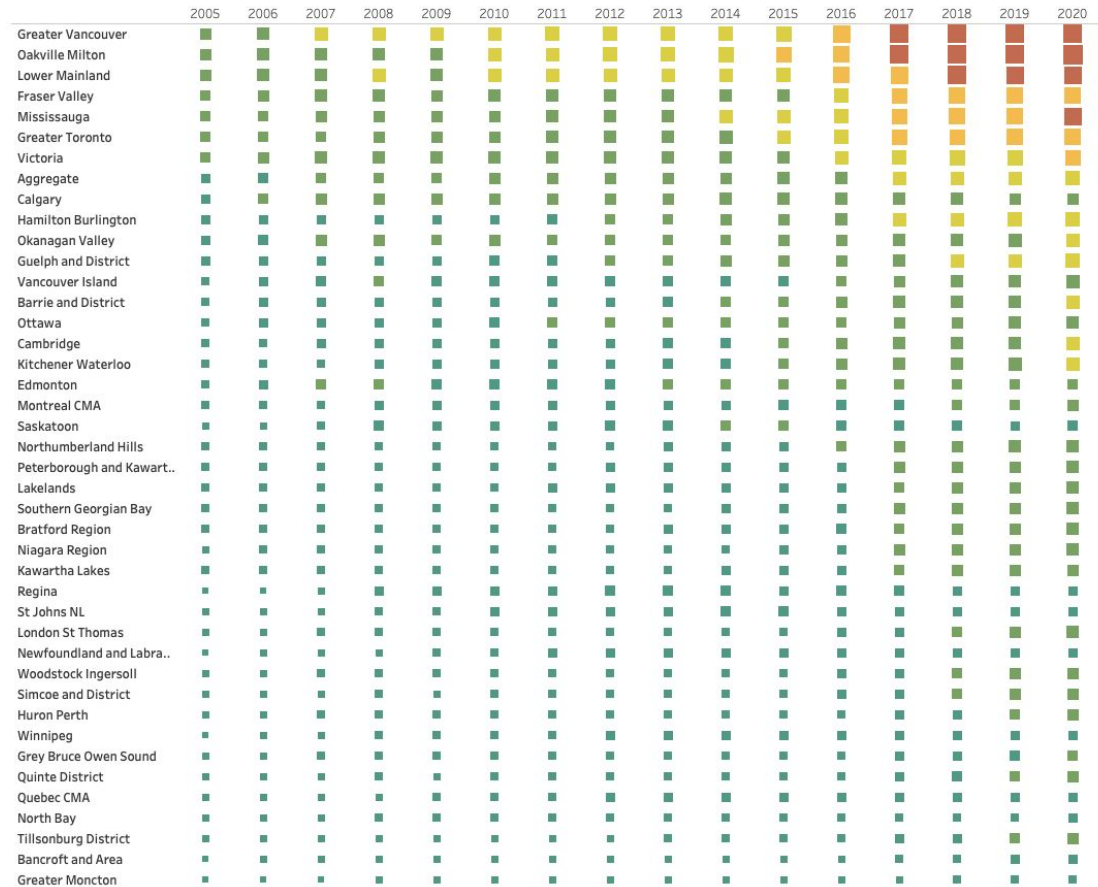 2005 2006 2007 2008 2009 2010 2011 2012 2013 2014 2015 2016 2017 2018 2019 2020
Greater Vancouver
Oakville Milton
Lower Mainland
Fraser Valley
Mississauga
Greater Toronto
Victoria
Aggregate
Calgary
Hamilton Burlington
Okanagan Valley
Guelph and District
Vancouver Island
Barrie and District
Ottawa
Cambridge
Kitchener Waterloo
Edmonton
Montreal CMA
Saskatoon
Northumberland Hills
Peterborough and Kawart..
Lakelands
Southern Georgian Bay
Bratford Region
Niagara Region
Kawartha Lakes
Regina
St Johns NL
London St Thomas
Newfoundland and Labra..
Woodstock Ingersoll
Simcoe and District
Huron Perth
Winnipeg
Grey Bruce Owen Sound
Quinte District
Quebec CMA
North Bay
Tillsonburg District
Bancroft and Area
Greater Moncton